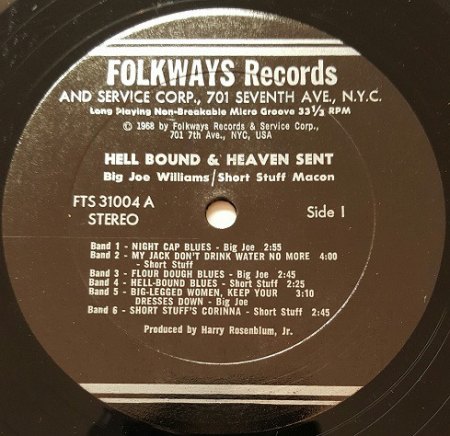 FOLKWAYS Records
AND SERVICE CORP., 701 SEVENTH AVE., N.Y.C.
Long Playing Non-Breakable Micro Groove 33 1/3 RPM
© 1968 by Folkways Records & Service Corp.,
701 7th Ave., NYC, USA
HELL BOUND & HEAVEN SENT
Big Joe Williams/Short Stuff Macon
FTS 31004 A
STEREO
Side 1
Band 1 - NIGHT CAP BLUES - Big Joe 2:55
Band 2 - MY JACK DON'T DRINK WATER NO MORE 4:00
- Short Stuff
Band 3 - FLOUR DOUGH BLUES - Big Joe 2:45
Band 4 - HELL-BOUND BLUES - Short Stuff 2:25
Band 5 - BIG-LEGGED WOMEN, KEEP YOUR 3:10
DRESSES DOWN - Big Joe
Band 6 - SHORT STUFF'S CORINNA - Short Stuff 2:45
Produced by Harry Rosenblum, Jr.